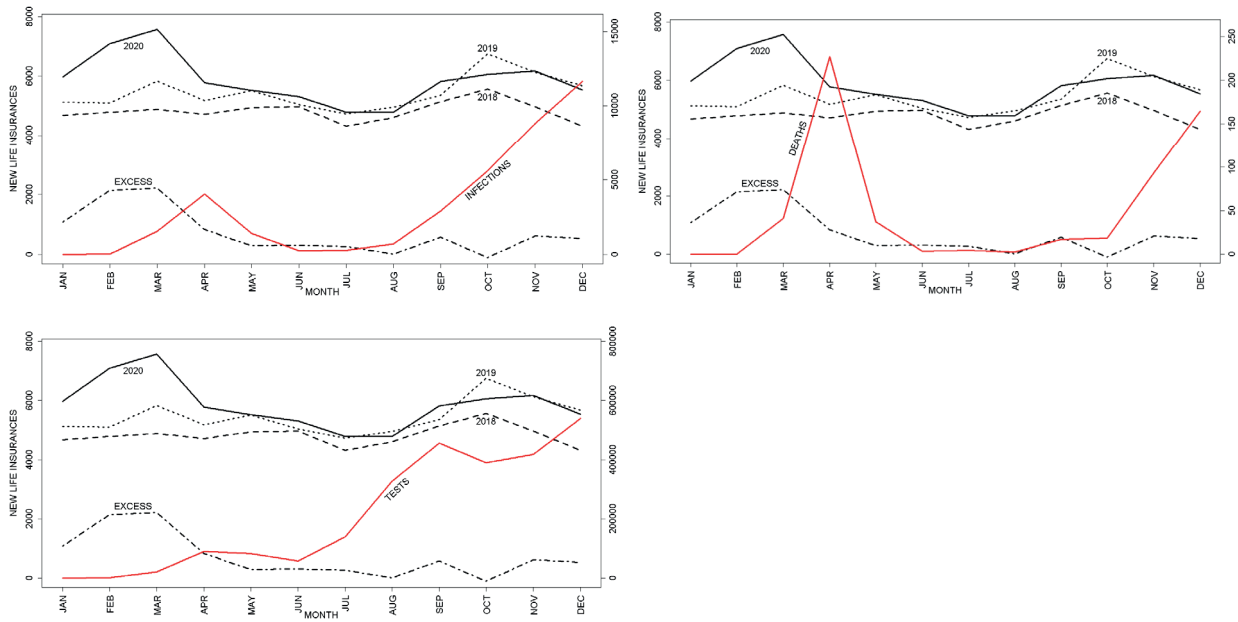 8000
6000
4000
2000
0
NEW LIFE INSURANCES
2020
2019
2018
EXCESS
INFECTIONS
15000
10000
5000
0
JAN
FEB
MAR
APR
MAY
JUN
JUL
AUG
SEP
OCT
NOV
DEC
MONTH
8000
6000
4000
2000
0
NEW LIFE INSURANCES
2020
2019
2018
EXCESS
DEATHS
250
200
150
100
50
0
JAN
FEB
MAR
APR
MAY
JUN
JUL
AUG
SEP
OCT
NOV
DEC
MONTH
8000
6000
4000
2000
0
NEW LIFE INSURANCES
2020
2019
2018
EXCESS
TESTS
800000
600000
400000
200000
0
JAN
FEB
MAR
APR
MAY
JUN
JUL
AUG
SEP
OCT
NOV
DEC
MONTH